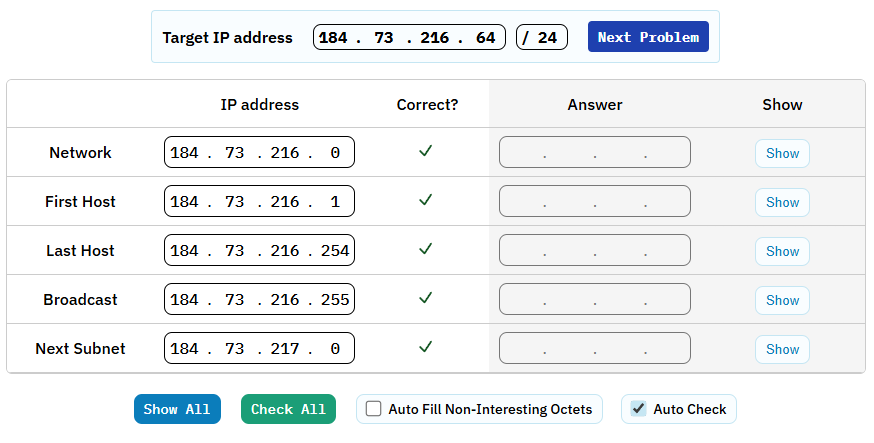 Target IP address 184 . 73 . 216 . 64 / 24 Next Problem
IP address Correct? Answer Show
Network 184 . 73 . 216 . 0 . . . Show
First Host 184 . 73 . 216 . 1 . . . Show
Last Host 184 . 73 . 216 . 254 . . . Show
Broadcast 184 . 73 . 216 . 255 . . . Show
Next Subnet 184 . 73 . 217 . 0 . . . Show
Show All Check All Auto Fill Non-Interesting Octets Auto Check